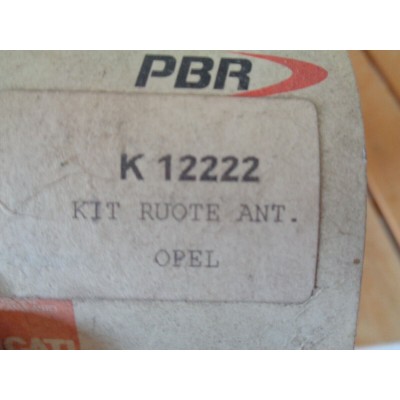 PBR
K 12222
KIT RUOTE ANT.
OPEL